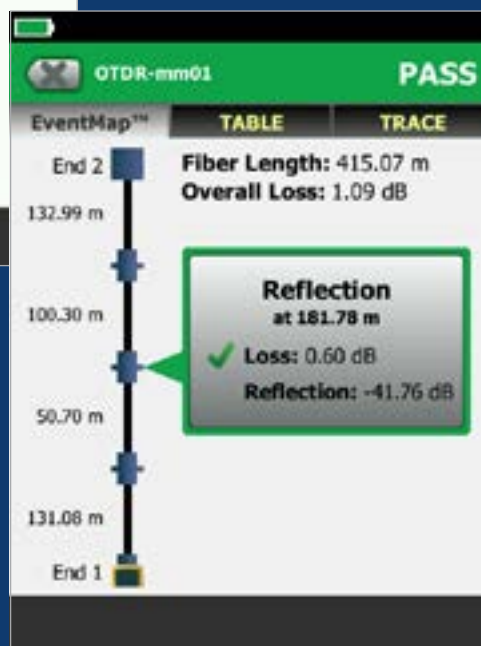 OTDR-mm01 PASS
EventMap™ TABLE TRACE
End 2
Fiber Length: 415.07 m
Overall Loss: 1.09 dB
132.99 m
Reflection
at 181.78 m
100.30 m
Loss: 0.60 dB
Reflection: -41.76 dB
50.70 m
131.08 m
End 1